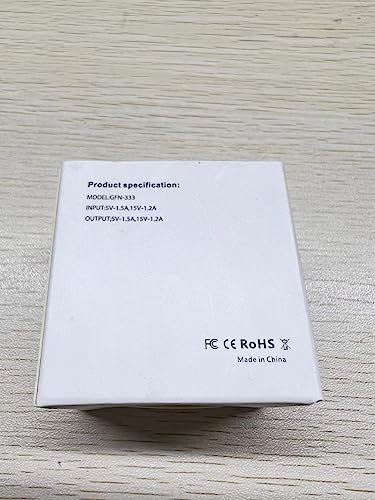 Product specification:
MODEL:GFN-333
INPUT:5V-1.5A,15V-1.2A
OUTPUT:5V-1.5A,15V-1.2A
FC CE RoHS
Made in China